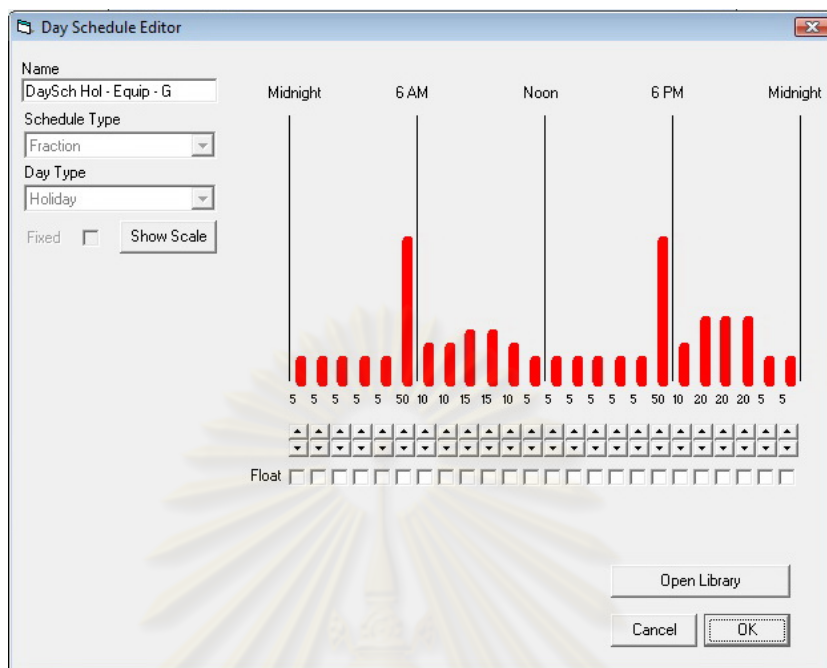 Day Schedule Editor
Name
DaySch Hol - Equip - G
Schedule Type
Fraction
Day Type
Holiday
Fixed
Show Scale
Midnight 6 AM Noon 6 PM Midnight
5 5 5 5 5 50 10 10 15 15 10 5 5 5 5 5 5 50 10 20 20 20 5 5
Float
Open Library
Cancel OK